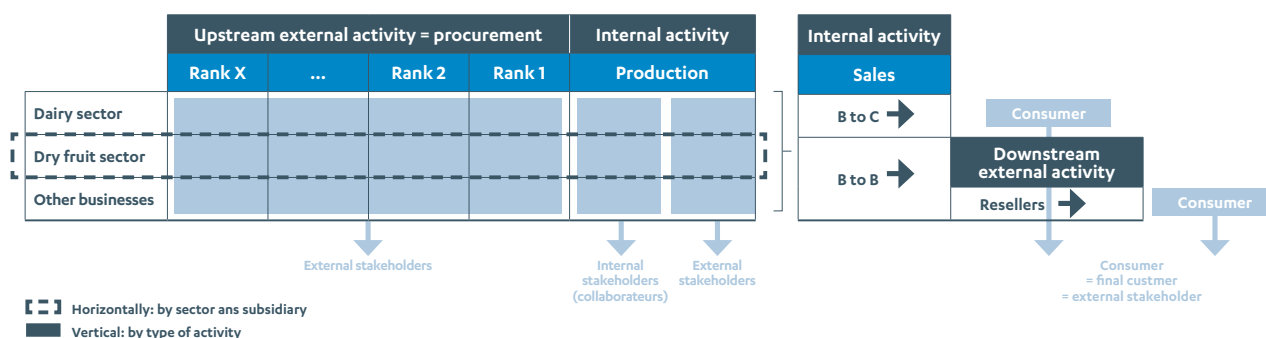 Upstream external activity = procurement
Internal activity
Internal activity
Rank X
...
Rank 2
Rank 1
Production
Sales
Dairy sector
B to C
Consumer
Dry fruit sector
Downstream
external activity
B to B
Other businesses
Resellers
Consumer
External stakeholders
Internal
stakeholders
(collaborateurs)
External
stakeholders
Consumer
= final custmer
= external stakeholder
Horizontally: by sector ans subsidiary
Vertical: by type of activity